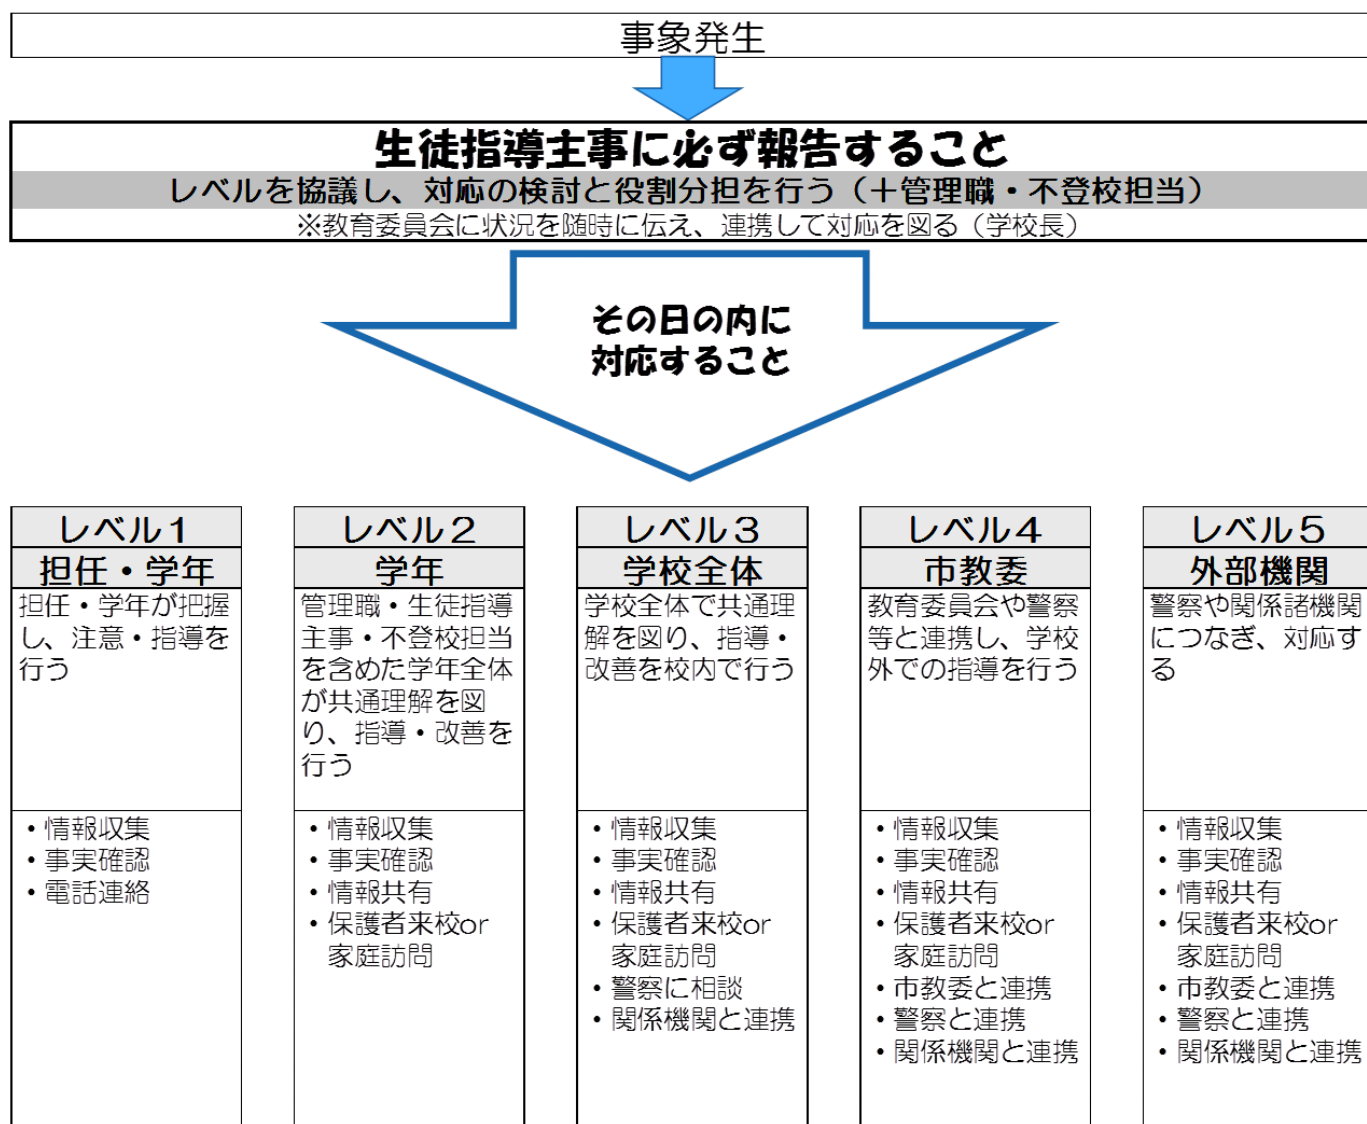 事象発生
生徒指導主事に必ず報告すること
レベルを協議し、対応の検討と役割分担を行う（＋管理職・不登校担当）
※教育委員会に状況を随時に伝え、連携して対応を図る（学校長）
その日の内に
対応すること
レベル１
担任・学年
担任・学年が把握
し、注意・指導を
行う
・情報収集
・事実確認
・電話連絡
レベル２
学年
管理職・生徒指導
主事・不登校担当
を含めた学年全体
が共通理解を図
り、指導・改善を
行う
・情報収集
・事実確認
・情報共有
・保護者来校or
家庭訪問
レベル３
学校全体
学校全体で共通理
解を図り、指導・
改善を校内で行う
・情報収集
・事実確認
・情報共有
・保護者来校or
家庭訪問
・警察に相談
・関係機関と連携
レベル４
市教委
教育委員会や警察
等と連携し、学校
外での指導を行う
・情報収集
・事実確認
・情報共有
・保護者来校or
家庭訪問
・市教委と連携
・警察と連携
・関係機関と連携
レベル５
外部機関
警察や関係諸機関
につなぎ、対応す
る
・情報収集
・事実確認
・情報共有
・保護者来校or
家庭訪問
・市教委と連携
・警察と連携
・関係機関と連携